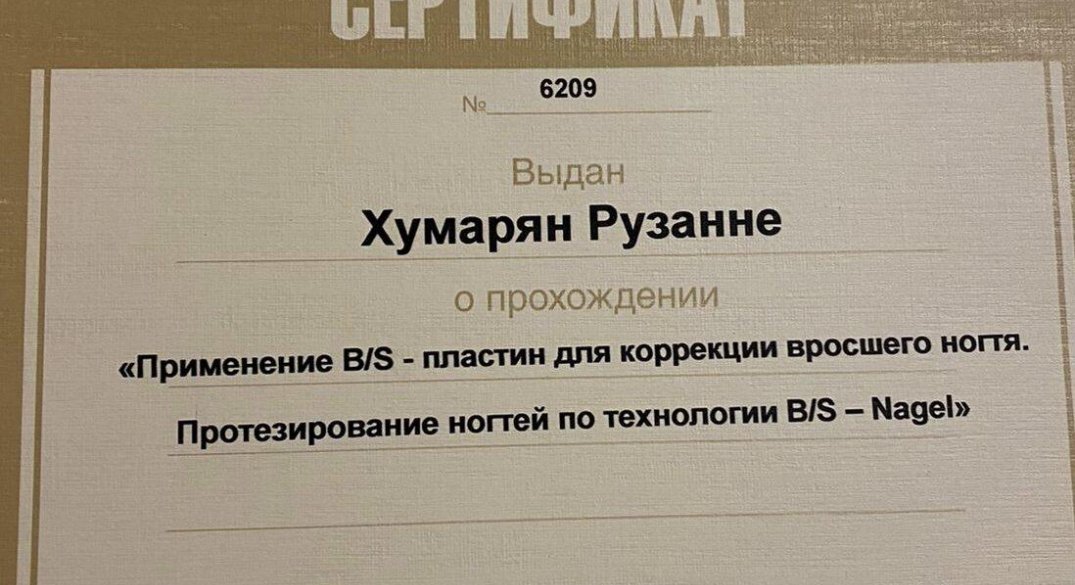 СЕРТИФИКАТ
№ 6209
Выдан
Хумарян Рузанне
о прохождении
«Применение B/S - пластин для коррекции вросшего ногтя.
Протезирование ногтей по технологии B/S – Nagel»